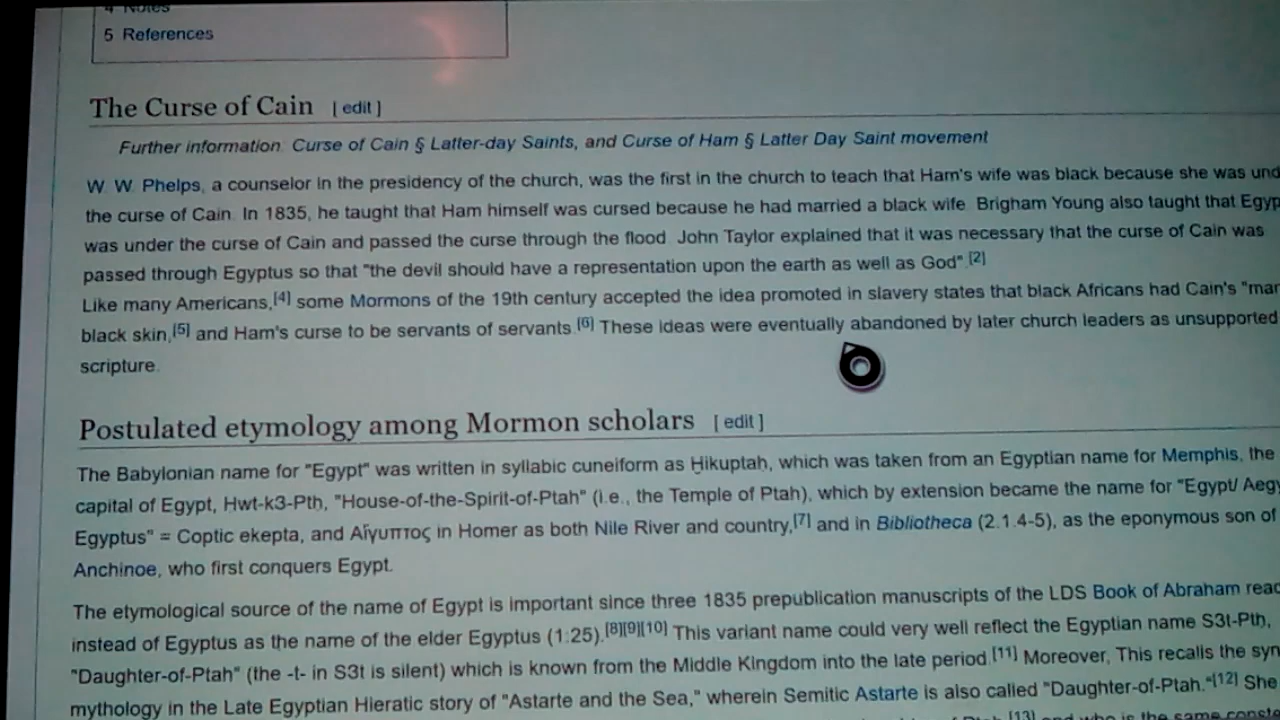 4 Notes
5 References
The Curse of Cain [ edit ]
Further information: Curse of Cain § Latter-day Saints, and Curse of Ham § Latter Day Saint movement
W. W. Phelps, a counselor in the presidency of the church, was the first in the church to teach that Ham's wife was black because she was und
the curse of Cain. In 1835, he taught that Ham himself was cursed because he had married a black wife. Brigham Young also taught that Egyp
was under the curse of Cain and passed the curse through the flood. John Taylor explained that it was necessary that the curse of Cain was
passed through Egyptus so that "the devil should have a representation upon the earth as well as God".[2]
Like many Americans,[4] some Mormons of the 19th century accepted the idea promoted in slavery states that black Africans had Cain's "mar
black skin,[5] and Ham's curse to be servants of servants.[6] These ideas were eventually abandoned by later church leaders as unsupported
scripture.
Postulated etymology among Mormon scholars [ edit ]
The Babylonian name for "Egypt" was written in syllabic cuneiform as Ḥikuptah, which was taken from an Egyptian name for Memphis, the
capital of Egypt, Hwt-k3-Pth, "House-of-the-Spirit-of-Ptah" (i.e., the Temple of Ptah), which by extension became the name for "Egypt/ Aegy
Egyptus" = Coptic ekepta, and Αἴγυπτος in Homer as both Nile River and country,[7] and in Bibliotheca (2.1.4-5), as the eponymous son of
Anchinoe, who first conquers Egypt.
The etymological source of the name of Egypt is important since three 1835 prepublication manuscripts of the LDS Book of Abraham read
instead of Egyptus as the name of the elder Egyptus (1:25).[8][9][10] This variant name could very well reflect the Egyptian name S3t-Pth,
"Daughter-of-Ptah" (the -t- in S3t is silent) which is known from the Middle Kingdom into the late period.[11] Moreover, This recalls the syn
mythology in the Late Egyptian Hieratic story of "Astarte and the Sea," wherein Semitic Astarte is also called "Daughter-of-Ptah."[12] She
[13] and who is the same conste